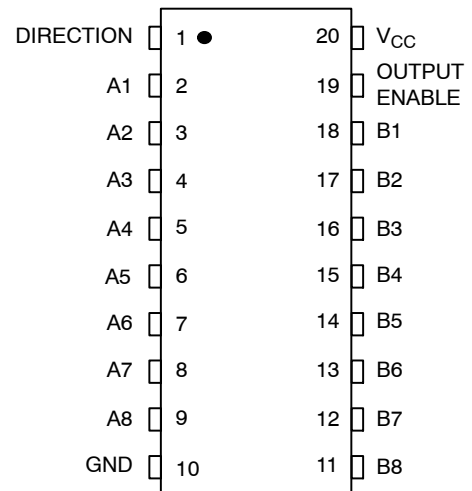 DIRECTION 1 20 VCC
A1 2 19 OUTPUT ENABLE
A2 3 18 B1
A3 4 17 B2
A4 5 16 B3
A5 6 15 B4
A6 7 14 B5
A7 8 13 B6
A8 9 12 B7
GND 10 11 B8